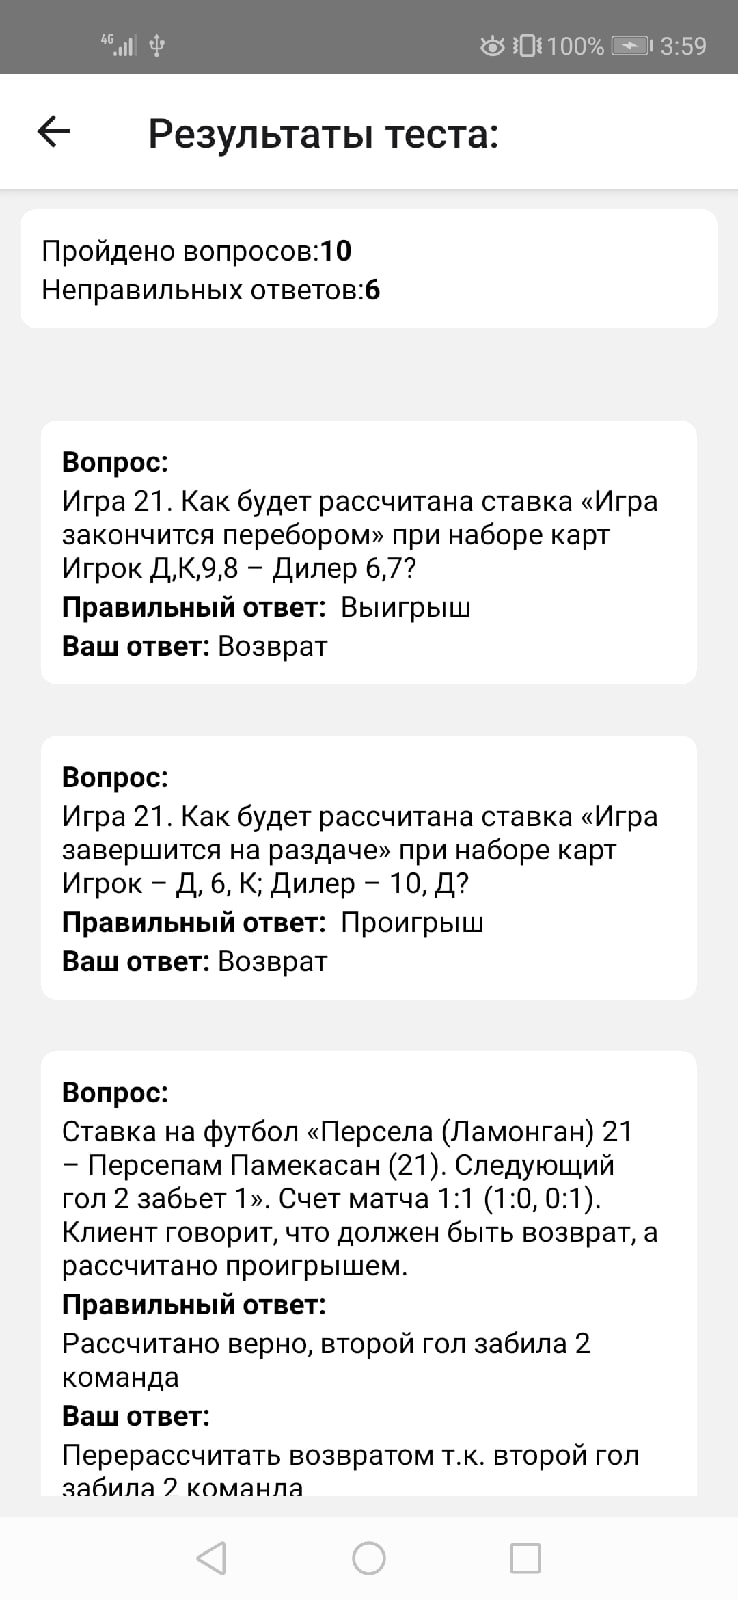 4G
100%
3:59
Результаты теста:
Пройдено вопросов:10
Неправильных ответов:6
Вопрос:
Игра 21. Как будет рассчитана ставка «Игра
закончится перебором» при наборе карт
Игрок Д,К,9,8 – Дилер 6,7?
Правильный ответ: Выигрыш
Ваш ответ: Возврат
Вопрос:
Игра 21. Как будет рассчитана ставка «Игра
завершится на раздаче» при наборе карт
Игрок – Д, 6, К; Дилер – 10, Д?
Правильный ответ: Проигрыш
Ваш ответ: Возврат
Вопрос:
Ставка на футбол «Персела (Ламонган) 21
– Персепам Памекасан (21). Следующий
гол 2 забьет 1». Счет матча 1:1 (1:0, 0:1).
Клиент говорит, что должен быть возврат, а
рассчитано проигрышем.
Правильный ответ:
Рассчитано верно, второй гол забила 2
команда
Ваш ответ:
Перерассчитать возвратом т.к. второй гол
забила 2 команда